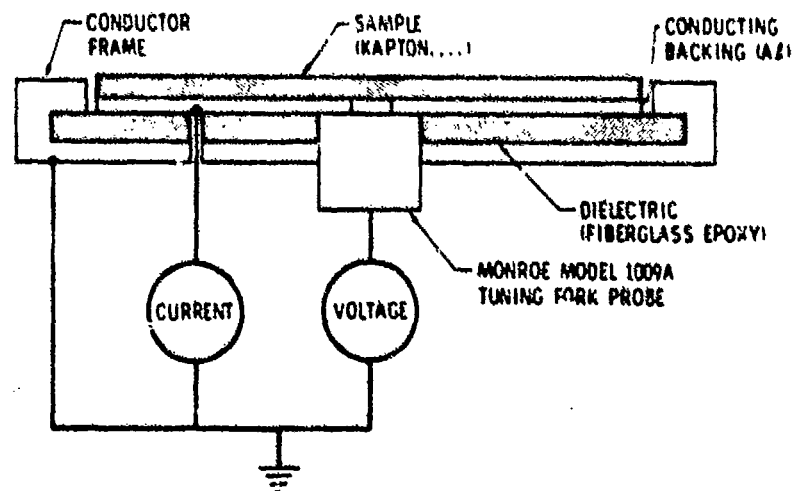 CONDUCTOR
FRAME
SAMPLE
(KAPTON....)
CONDUCTING
BACKING (Aℓ)
DIELECTRIC
(FIBERGLASS EPOXY)
MONROE MODEL 1009A
TUNING FORK PROBE
CURRENT
VOLTAGE